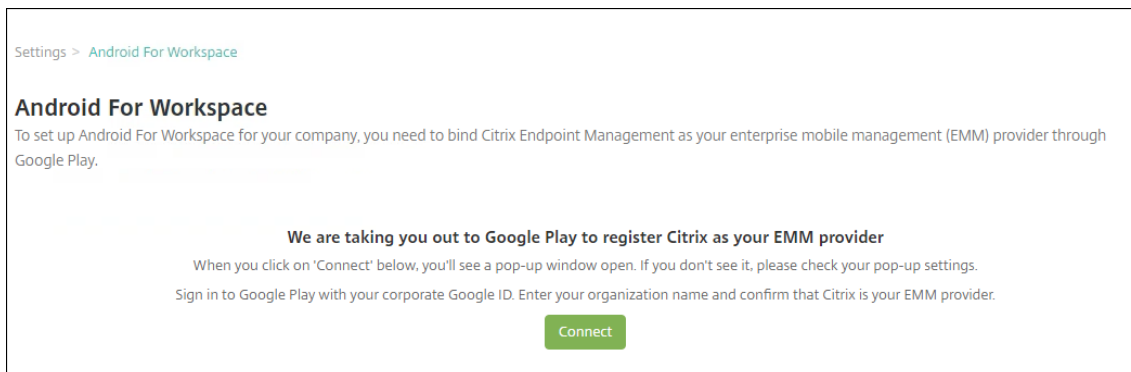 Settings > Android For Workspace
Android For Workspace
To set up Android For Workspace for your company, you need to bind Citrix Endpoint Management as your enterprise mobile management (EMM) provider through
Google Play.
We are taking you out to Google Play to register Citrix as your EMM provider
When you click on 'Connect' below, you'll see a pop-up window open. If you don't see it, please check your pop-up settings.
Sign in to Google Play with your corporate Google ID. Enter your organization name and confirm that Citrix is your EMM provider.
Connect